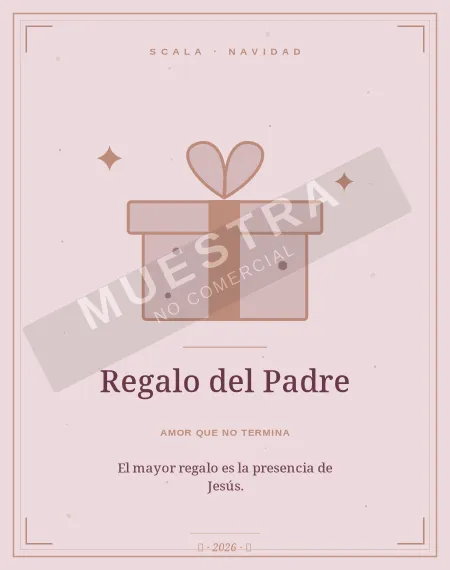 SCALA · NAVIDAD
MUESTRA
NO COMERCIAL
Regalo del Padre
AMOR QUE NO TERMINA
El mayor regalo es la presencia de
Jesús.
· 2026 ·